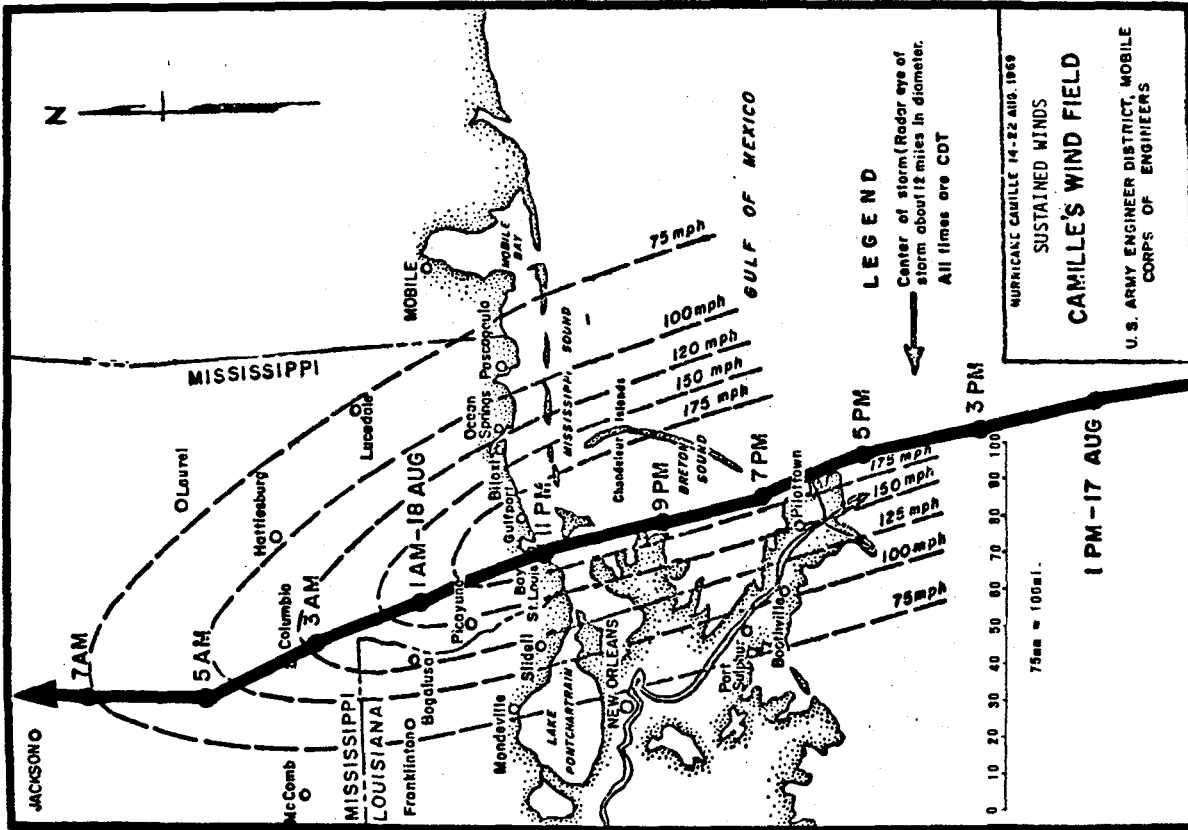 N
JACKSON
7 AM
Laurel
5 AM
Hattiesburg
MISSISSIPPI
Lucedale
MOBILE
Columbia
3 AM
McComb
MISSISSIPPI
LOUISIANA
Franklinton
Bogalusa
1 AM-18 AUG
Picayune
Ocean
Springs
Pascagoula
MOBILE
BAY
Biloxi
Gulfport
Bay
St. Louis
11 PM
MISSISSIPPI SOUND
Slidell
Mandeville
LAKE
PONTCHARTRAIN
NEW ORLEANS
Chandeleur Islands
9 PM
BRETON
SOUND
7 PM
75 mph
100 mph
120 mph
150 mph
175 mph
GULF OF MEXICO
Port
Sulphur
Boothville
Pilottown
5 PM
175 mph
150 mph
125 mph
100 mph
75 mph
3 PM
1 PM-17 AUG
LEGEND
Center of storm (Radar eye of
storm about 12 miles in diameter.
All times are CDT
0 10 20 30 40 50 60 70 80 90 100
75mm = 100mi.
HURRICANE CAMILLE 14-22 AUG. 1969
SUSTAINED WINDS
CAMILLE'S WIND FIELD
U.S. ARMY ENGINEER DISTRICT, MOBILE
CORPS OF ENGINEERS